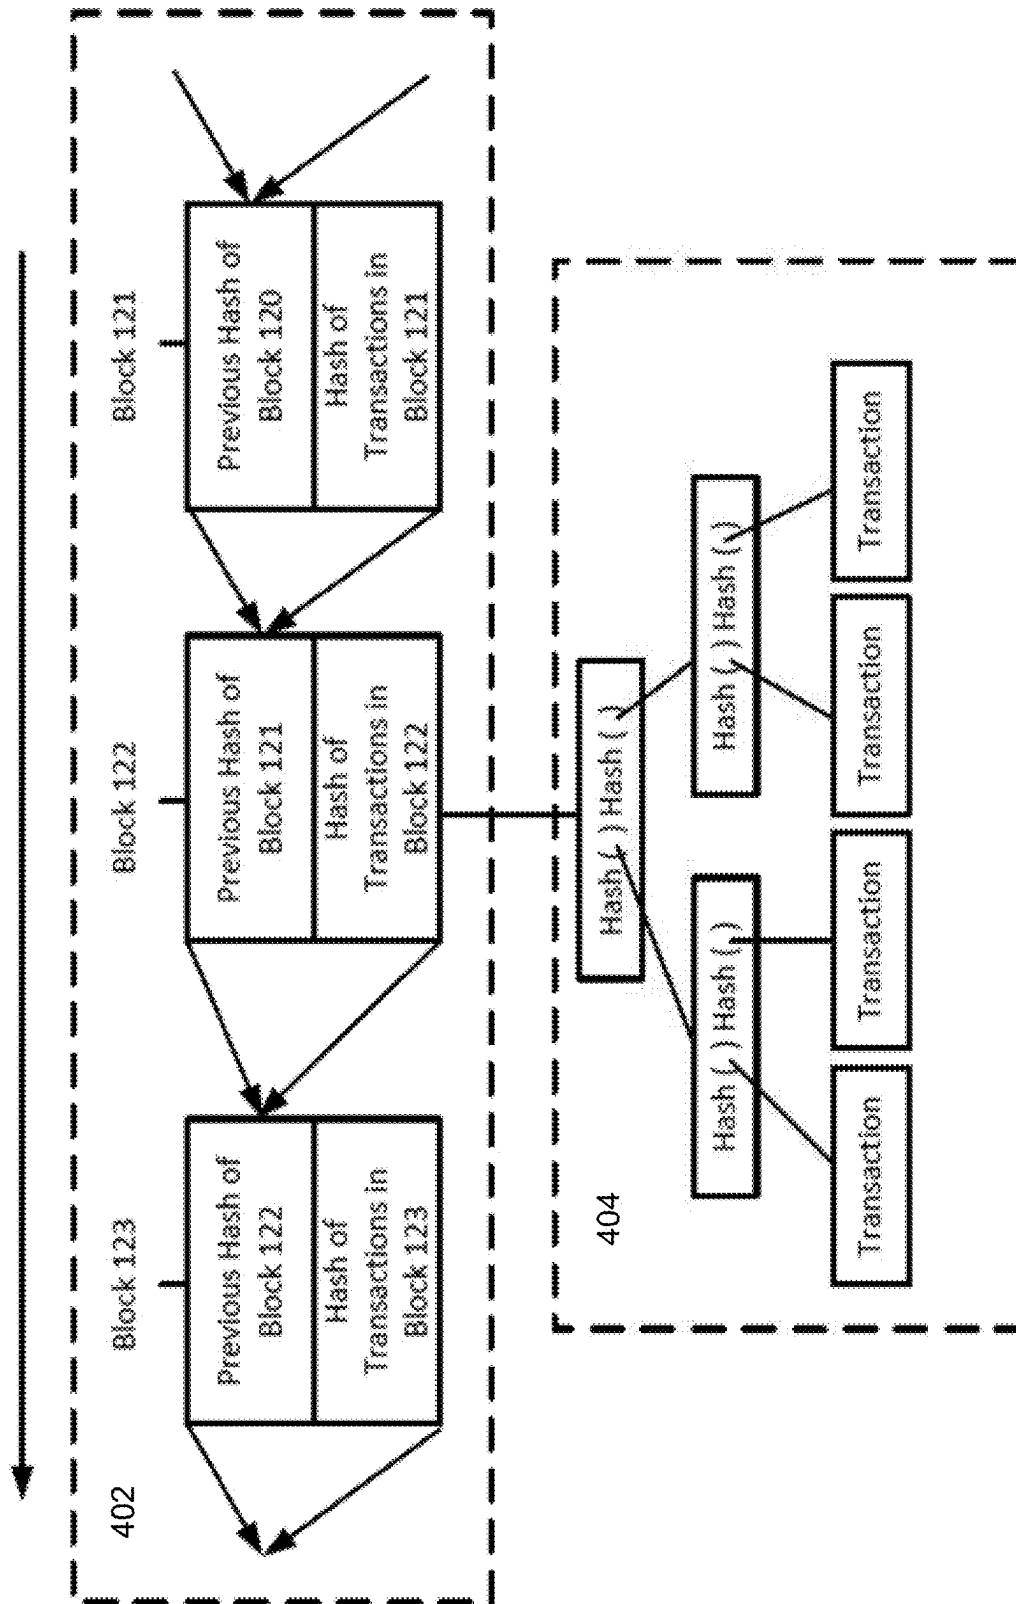 402
Block 123
Block 122
Block 121
Previous Hash of
Block 122
Hash of
Transactions in
Block 123
Previous Hash of
Block 121
Hash of
Transactions in
Block 122
Previous Hash of
Block 120
Hash of
Transactions in
Block 121
404
Hash ( , ) Hash ( , )
Hash ( , ) Hash ( , )
Hash ( , ) Hash ( , )
Transaction
Transaction
Transaction
Transaction